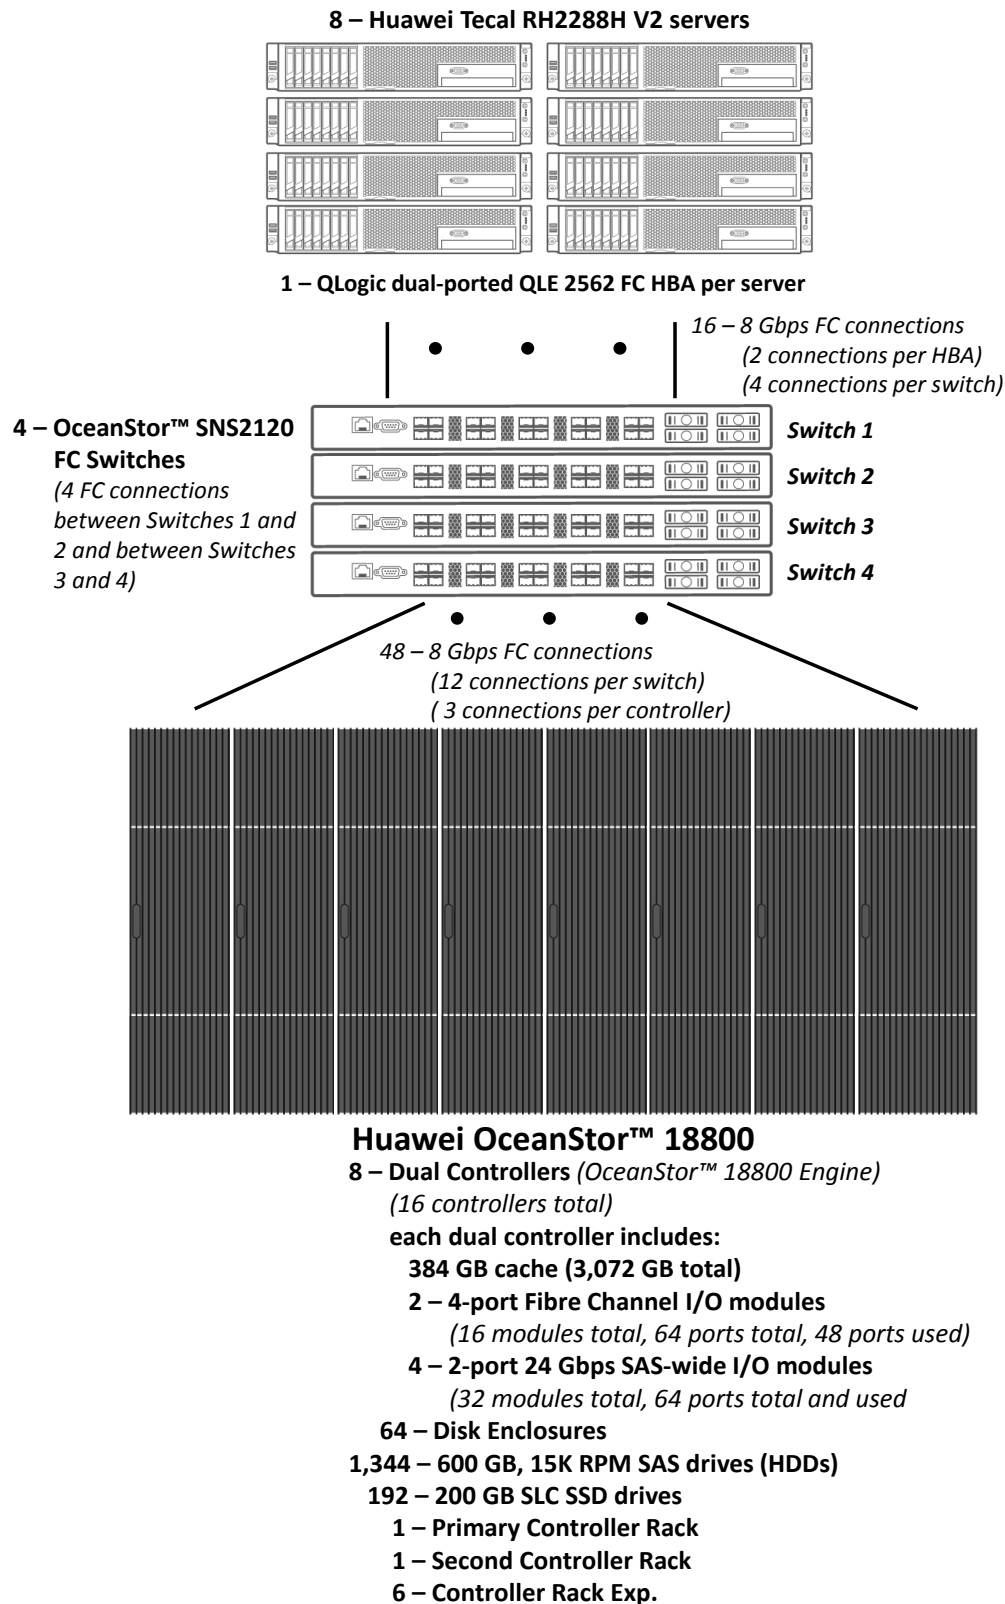 8 – Huawei Tecal RH2288H V2 servers
1 – QLogic dual-ported QLE 2562 FC HBA per server
16 – 8 Gbps FC connections
(2 connections per HBA)
(4 connections per switch)
4 – OceanStor™ SNS2120
FC Switches
(4 FC connections
between Switches 1 and
2 and between Switches
3 and 4)
Switch 1
Switch 2
Switch 3
Switch 4
48 – 8 Gbps FC connections
(12 connections per switch)
( 3 connections per controller)
Huawei OceanStor™ 18800
8 – Dual Controllers (OceanStor™ 18800 Engine)
(16 controllers total)
each dual controller includes:
384 GB cache (3,072 GB total)
2 – 4-port Fibre Channel I/O modules
(16 modules total, 64 ports total, 48 ports used)
4 – 2-port 24 Gbps SAS-wide I/O modules
(32 modules total, 64 ports total and used
64 – Disk Enclosures
1,344 – 600 GB, 15K RPM SAS drives (HDDs)
192 – 200 GB SLC SSD drives
1 – Primary Controller Rack
1 – Second Controller Rack
6 – Controller Rack Exp.